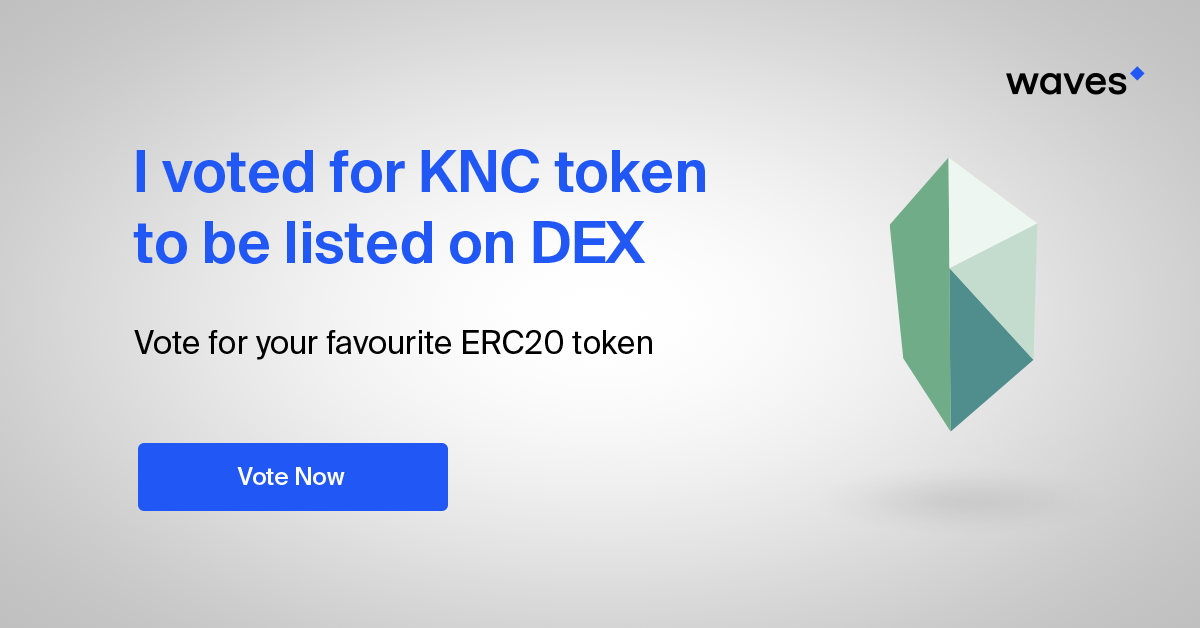 waves
I voted for KNC token
to be listed on DEX
Vote for your favourite ERC20 token
Vote Now